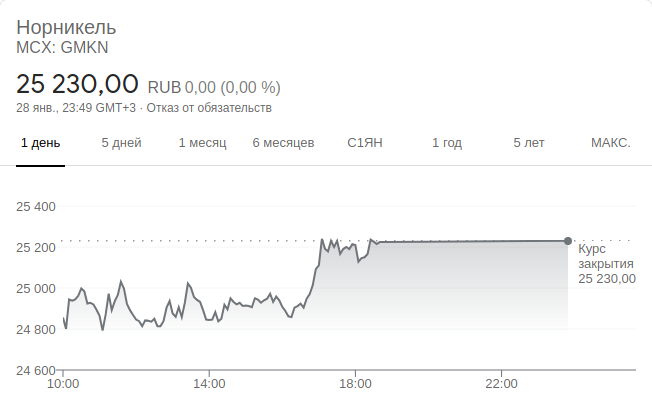 Норникель
MCX: GMKN
25 230,00 RUB 0,00 (0,00 %)
28 янв., 23:49 GMT+3 · Отказ от обязательств
1 день 5 дней 1 месяц 6 месяцев С1ЯН 1 год 5 лет МАКС.
25 400
25 200
25 000
24 800
24 600
Курс
закрытия
25 230,00
10:00 14:00 18:00 22:00